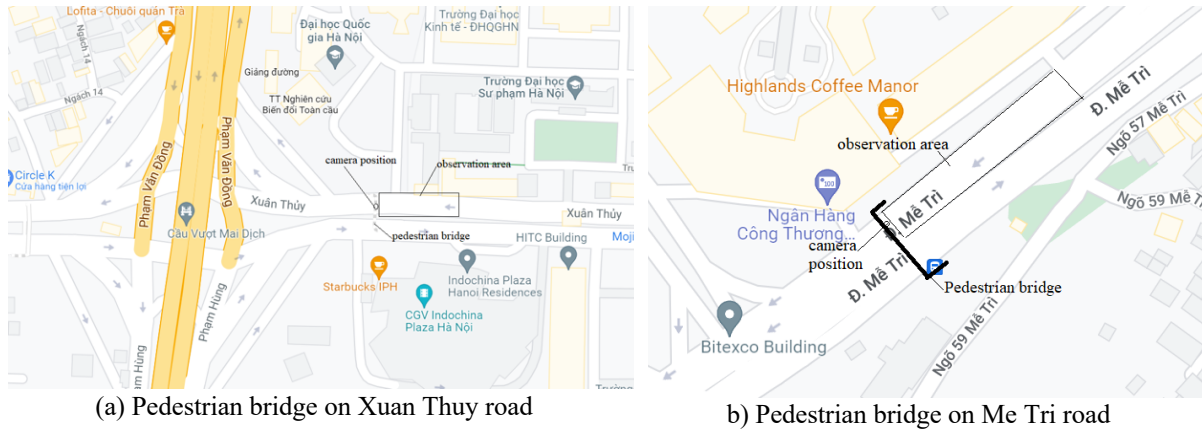 Lofita - Chuỗi quán Trà
Ngách 14
Ngách 14
Đại học Quốc
gia Hà Nội
Giảng đường
TT Nghiên cứu
Biến đổi Toàn cầu
Trường Đại học
Kinh tế - ĐHQGHN
Trường Đại học
Sư phạm Hà Nội
Circle K
Cửa hàng tiện lợi
Phạm Văn Đồng
Phạm Văn Đồng
camera position
observation area
Xuân Thủy
Xuân Thủy
Cầu Vượt Mai Dịch
pedestrian bridge
HITC Building
Moji
Starbucks IPH
Indochina Plaza
Hanoi Residences
CGV Indochina
Plaza Hà Nội
Phạm Hùng
Phạm Hùng
Trường
(a) Pedestrian bridge on Xuan Thuy road
Highlands Coffee Manor
observation area
Đ. Mễ Trì
Ngõ 57 Mễ Trì
Ngõ 59 Mễ Trì
Ngân Hàng
Công Thương...
Đ. Mễ Trì
camera
position
Đ. Mễ Trì
Pedestrian bridge
Ngõ 59 Mễ Trì
Bitexco Building
b) Pedestrian bridge on Me Tri road